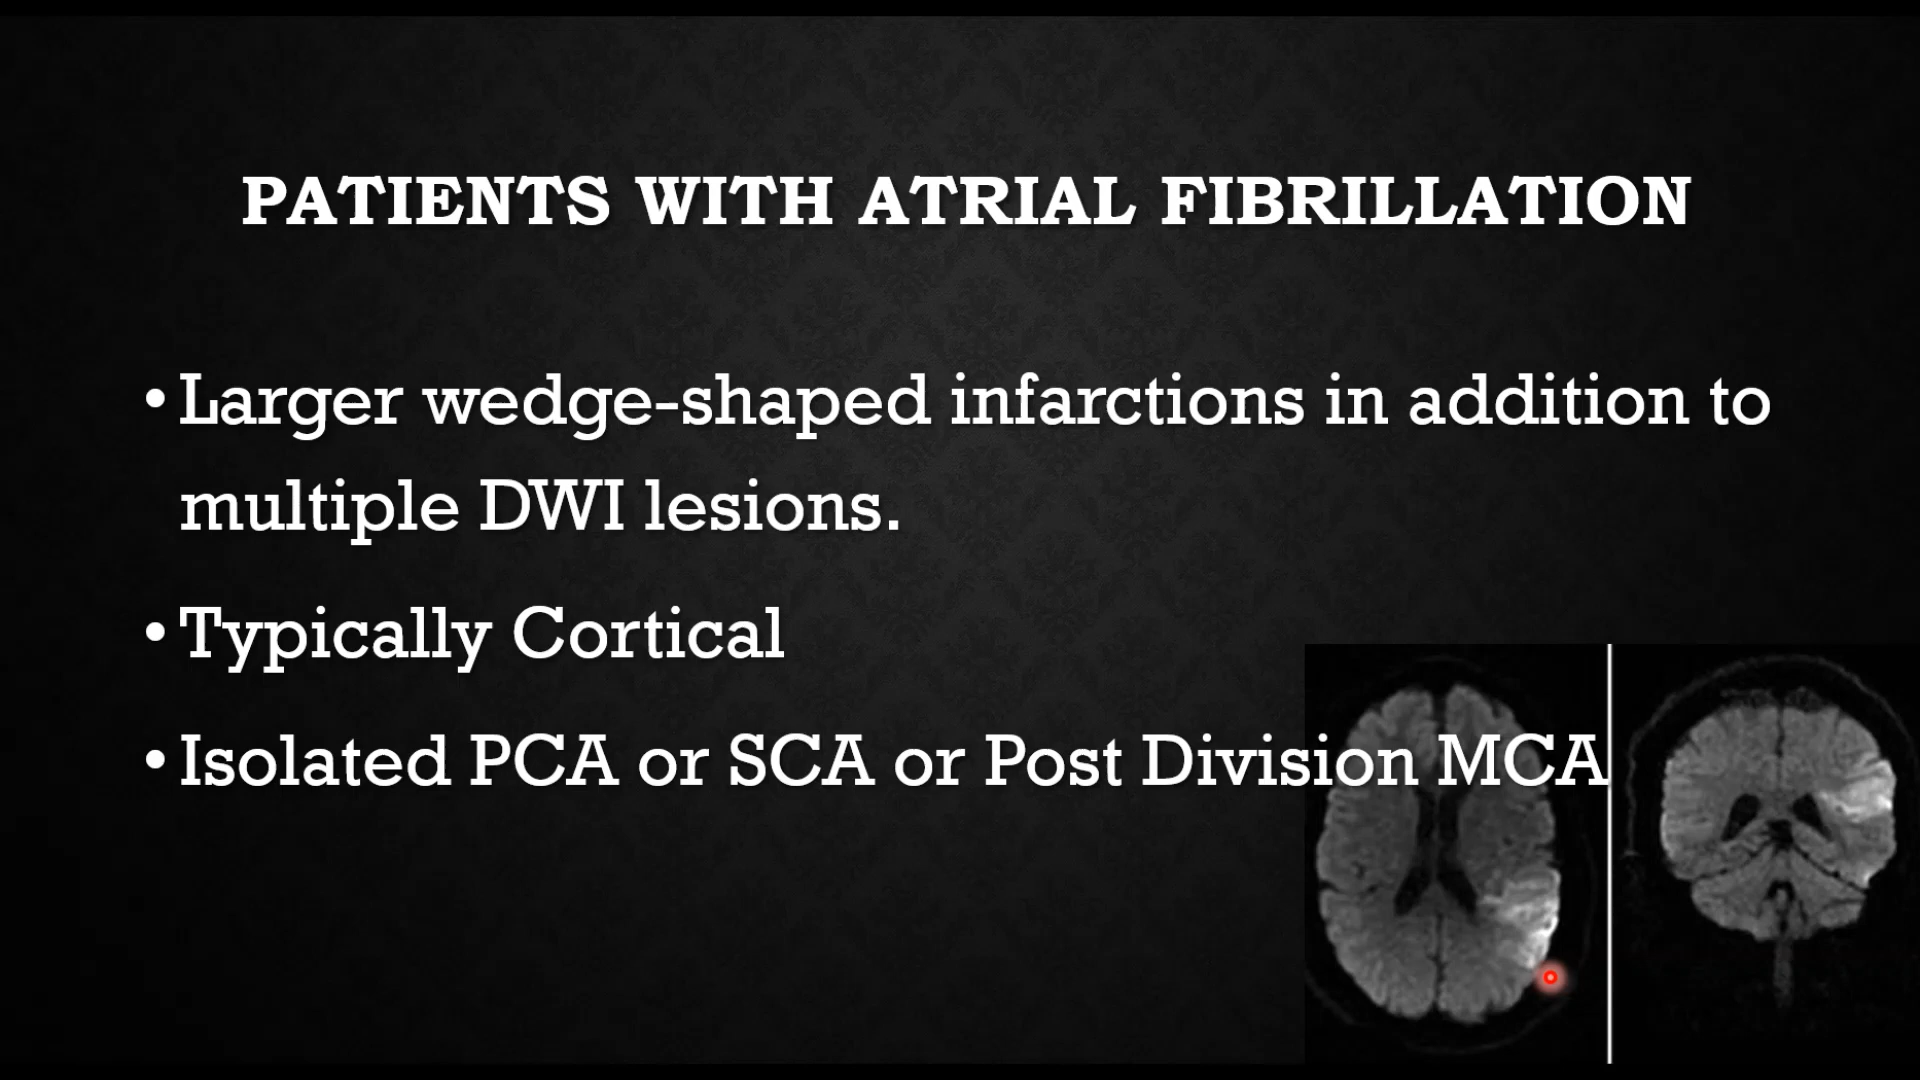 PATIENTS WITH ATRIAL FIBRILLATION
• Larger wedge-shaped infarctions in addition to
multiple DWI lesions.
• Typically Cortical
• Isolated PCA or SCA or Post Division MCA